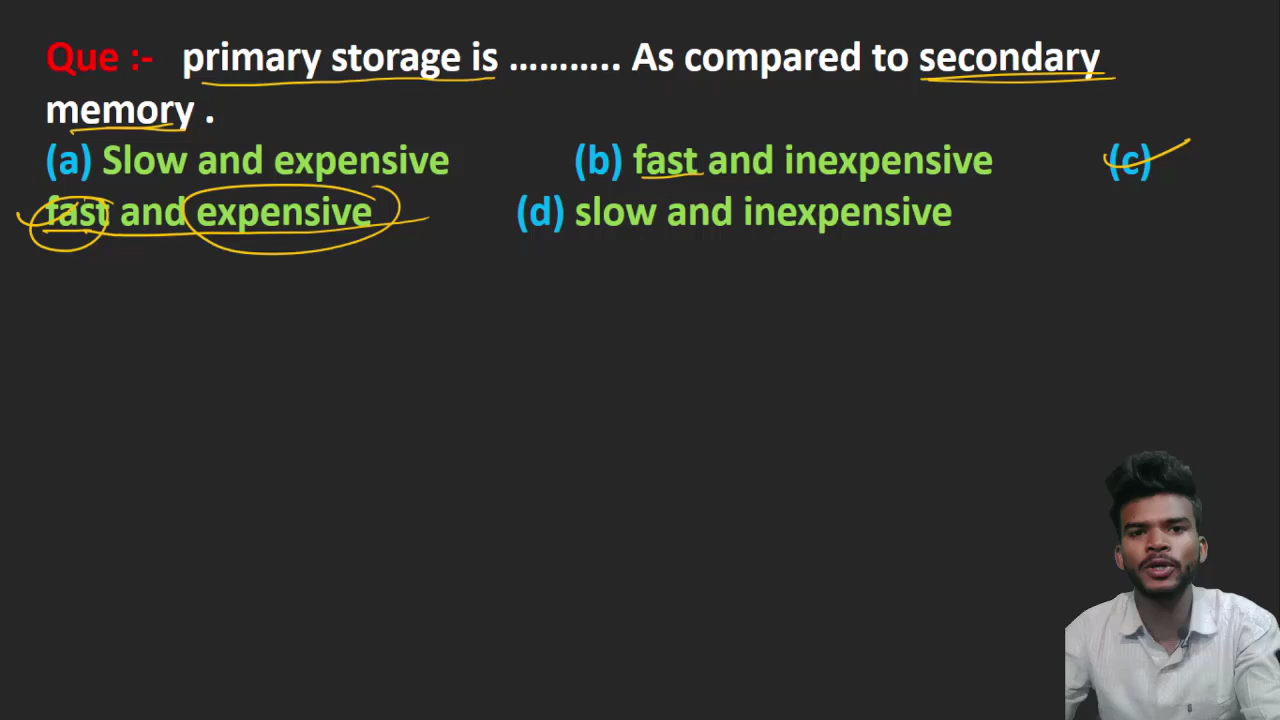 Que :- primary storage is ……….. As compared to secondary
memory .
(a) Slow and expensive (b) fast and inexpensive (c)
fast and expensive (d) slow and inexpensive